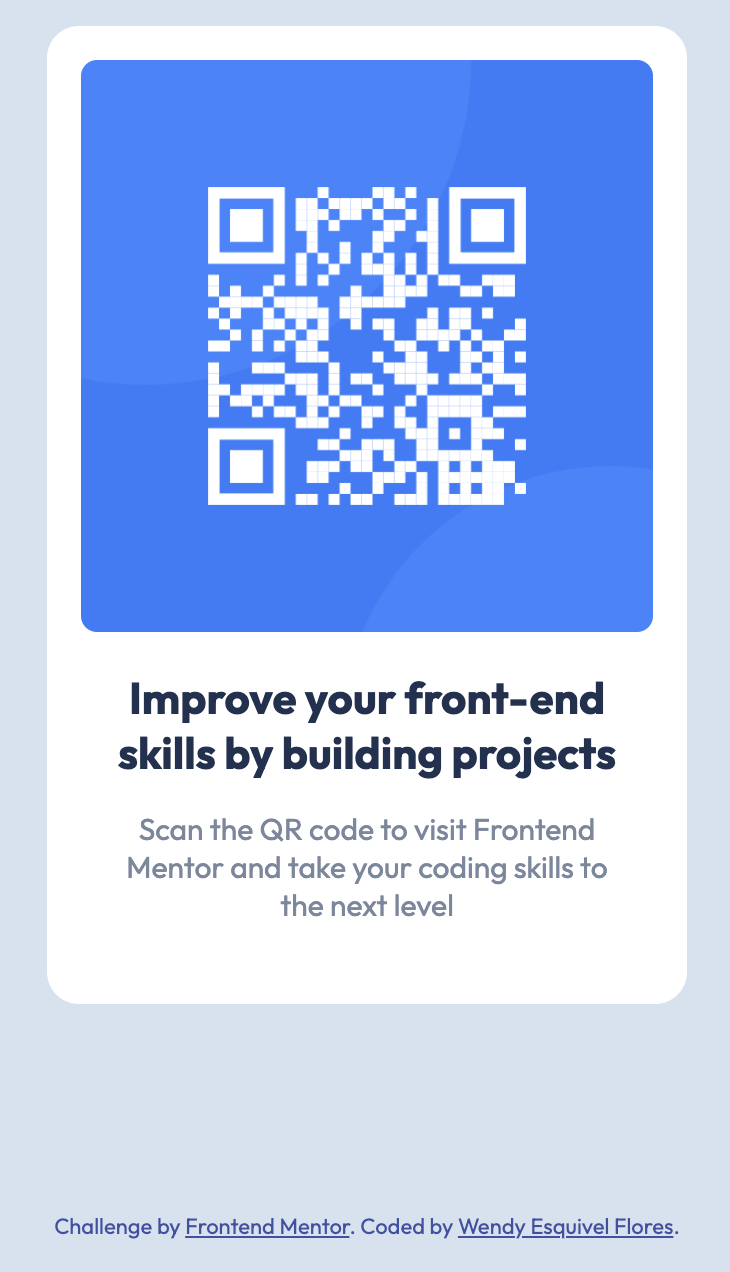 Improve your front-end
skills by building projects
Scan the QR code to visit Frontend
Mentor and take your coding skills to
the next level
Challenge by Frontend Mentor. Coded by Wendy Esquivel Flores.